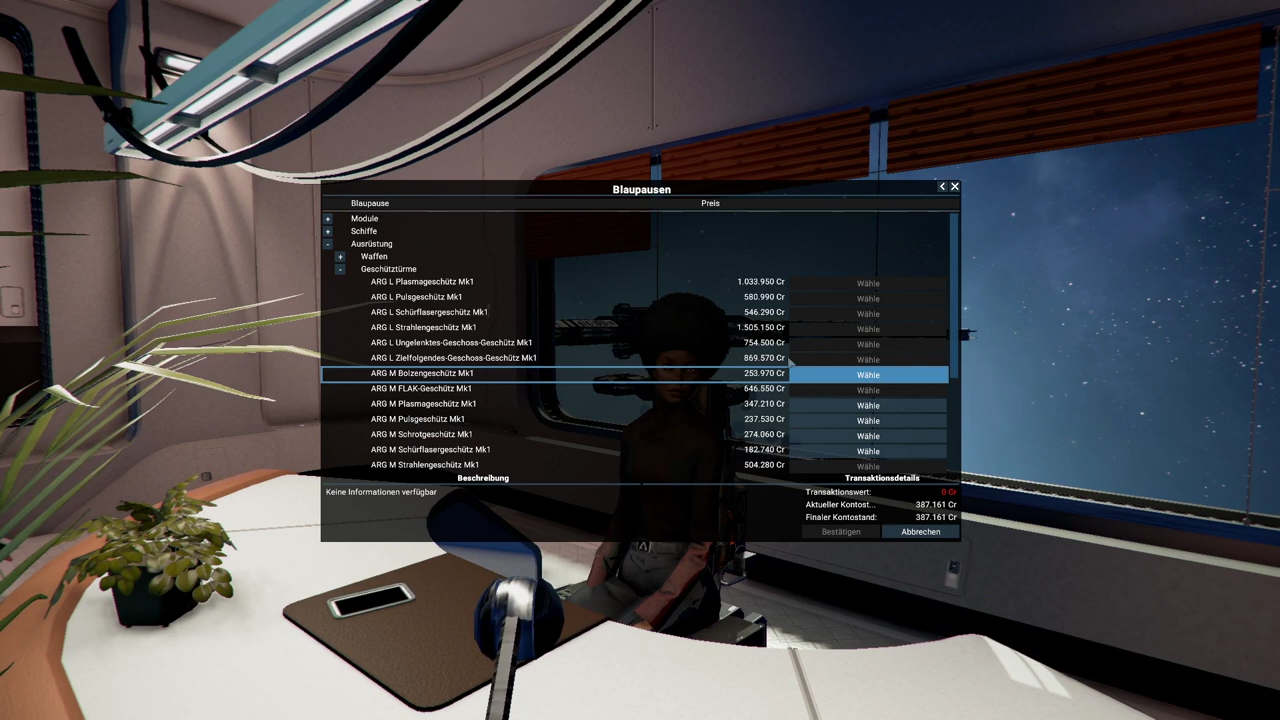 Blaupausen
Blaupause Preis
+ Module
+ Schiffe
- Ausrüstung
+ Waffen
- Geschütztürme
ARG L Plasmageschütz Mk1 1.033.950 Cr Wähle
ARG L Pulsgeschütz Mk1 580.990 Cr Wähle
ARG L Schürflasergeschütz Mk1 546.290 Cr Wähle
ARG L Strahlengeschütz Mk1 1.505.150 Cr Wähle
ARG L Ungelenktes-Geschoss-Geschütz Mk1 754.500 Cr Wähle
ARG L Zielfolgendes-Geschoss-Geschütz Mk1 869.570 Cr Wähle
ARG M Bolzengeschütz Mk1 253.970 Cr Wähle
ARG M FLAK-Geschütz Mk1 646.550 Cr Wähle
ARG M Plasmageschütz Mk1 347.210 Cr Wähle
ARG M Pulsgeschütz Mk1 237.530 Cr Wähle
ARG M Schrotgeschütz Mk1 274.060 Cr Wähle
ARG M Schürflasergeschütz Mk1 182.740 Cr Wähle
ARG M Strahlengeschütz Mk1 504.280 Cr Wähle
Beschreibung Transaktionsdetails
Keine Informationen verfügbar Transaktionswert: 0 Cr
Aktueller Kontost... 387.161 Cr
Finaler Kontostand: 387.161 Cr
Bestätigen Abbrechen